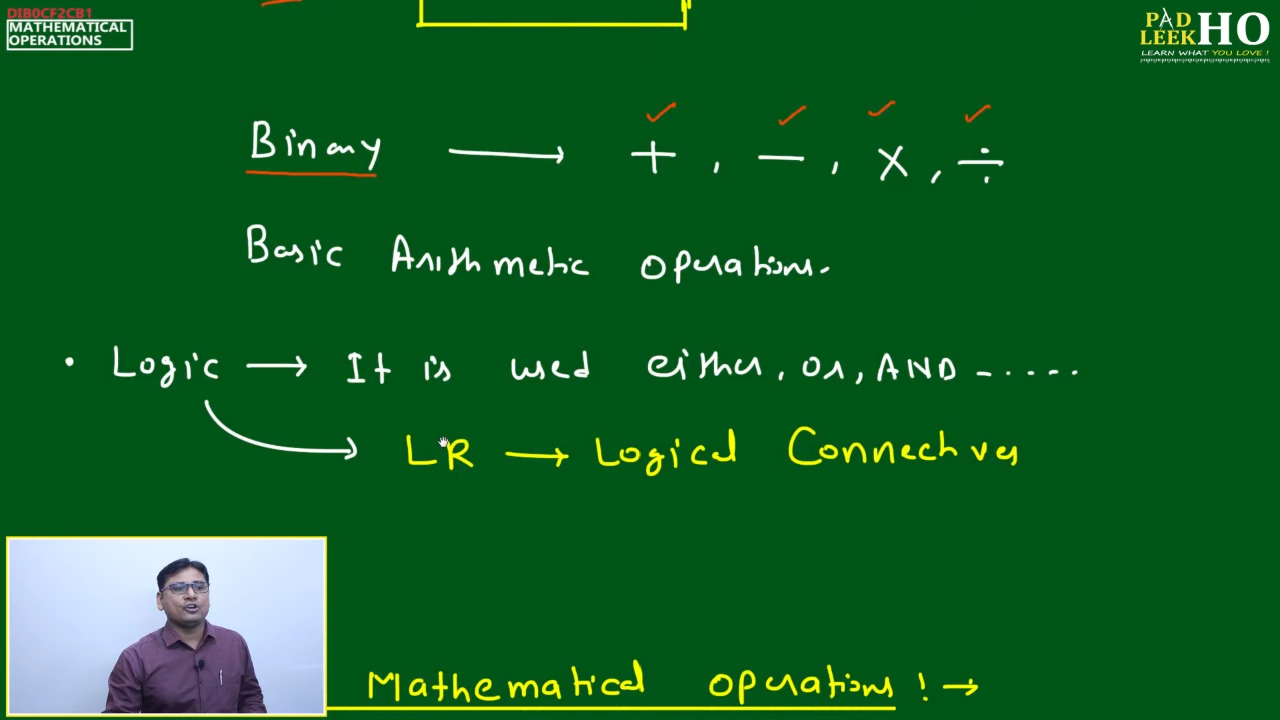 DIB0CF2CB1
MATHEMATICAL
OPERATIONS
PAD
LEEKHO
LEARN WHAT YOU LOVE !
Binary → + , − , × , ÷
Basic Arithmetic operations.
• Logic → It is used either, or, AND - ....
LR → Logical Connectives
Mathematical operations ! →